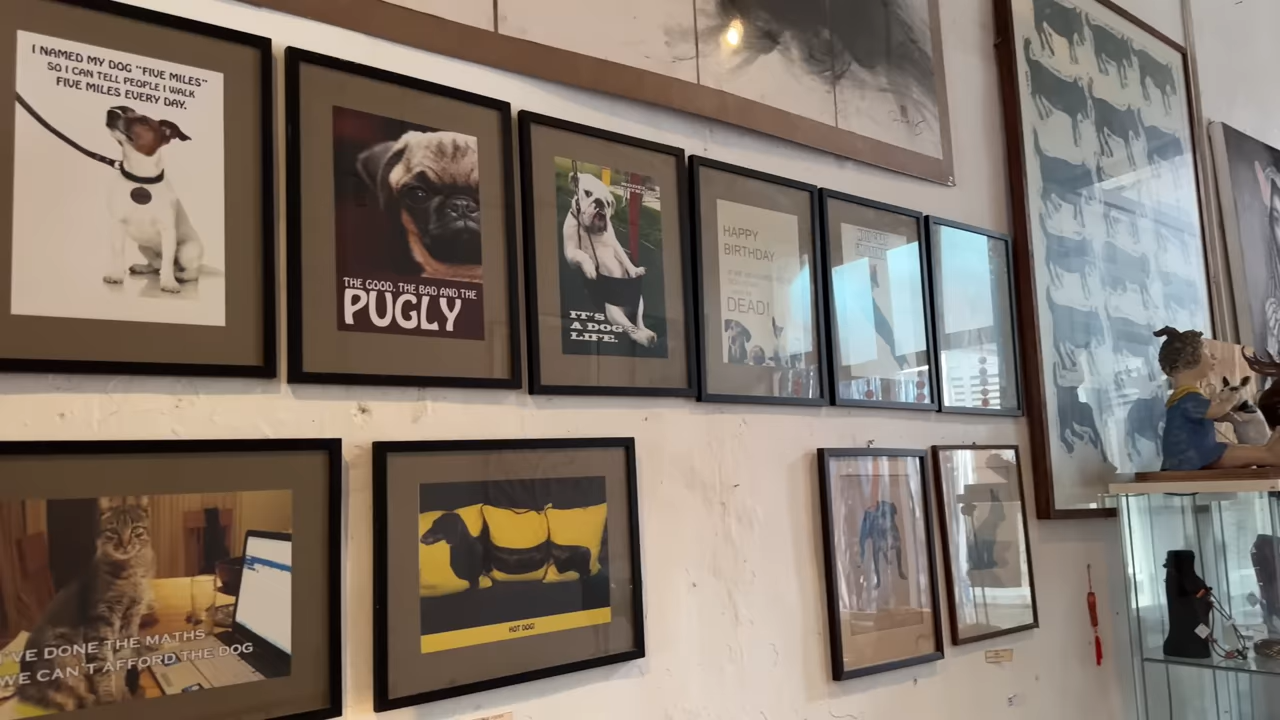 I NAMED MY DOG "FIVE MILES"
SO I CAN TELL PEOPLE I WALK
FIVE MILES EVERY DAY.
THE GOOD, THE BAD AND THE
PUGLY
IT'S
A DOG'S
LIFE.
HAPPY
BIRTHDAY
DEAD!
I'VE DONE THE MATHS
WE CAN'T AFFORD THE DOG
HOT DOG!